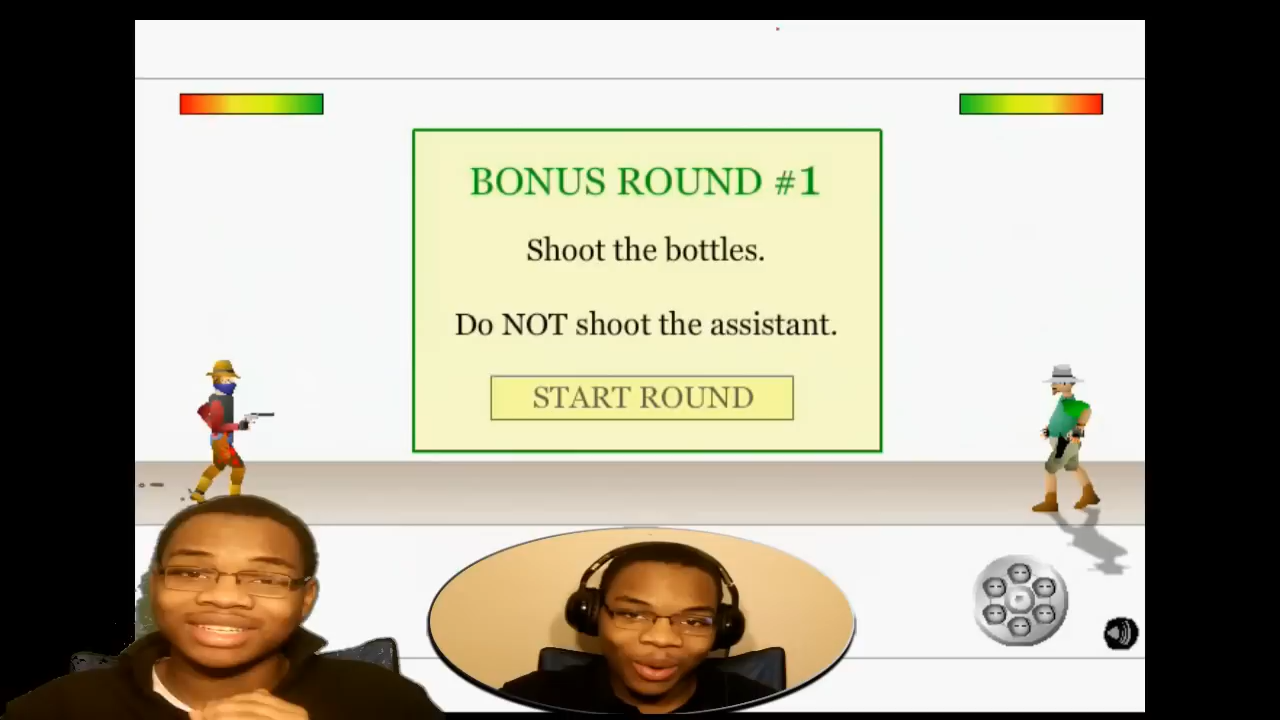 BONUS ROUND #1
Shoot the bottles.
Do NOT shoot the assistant.
START ROUND